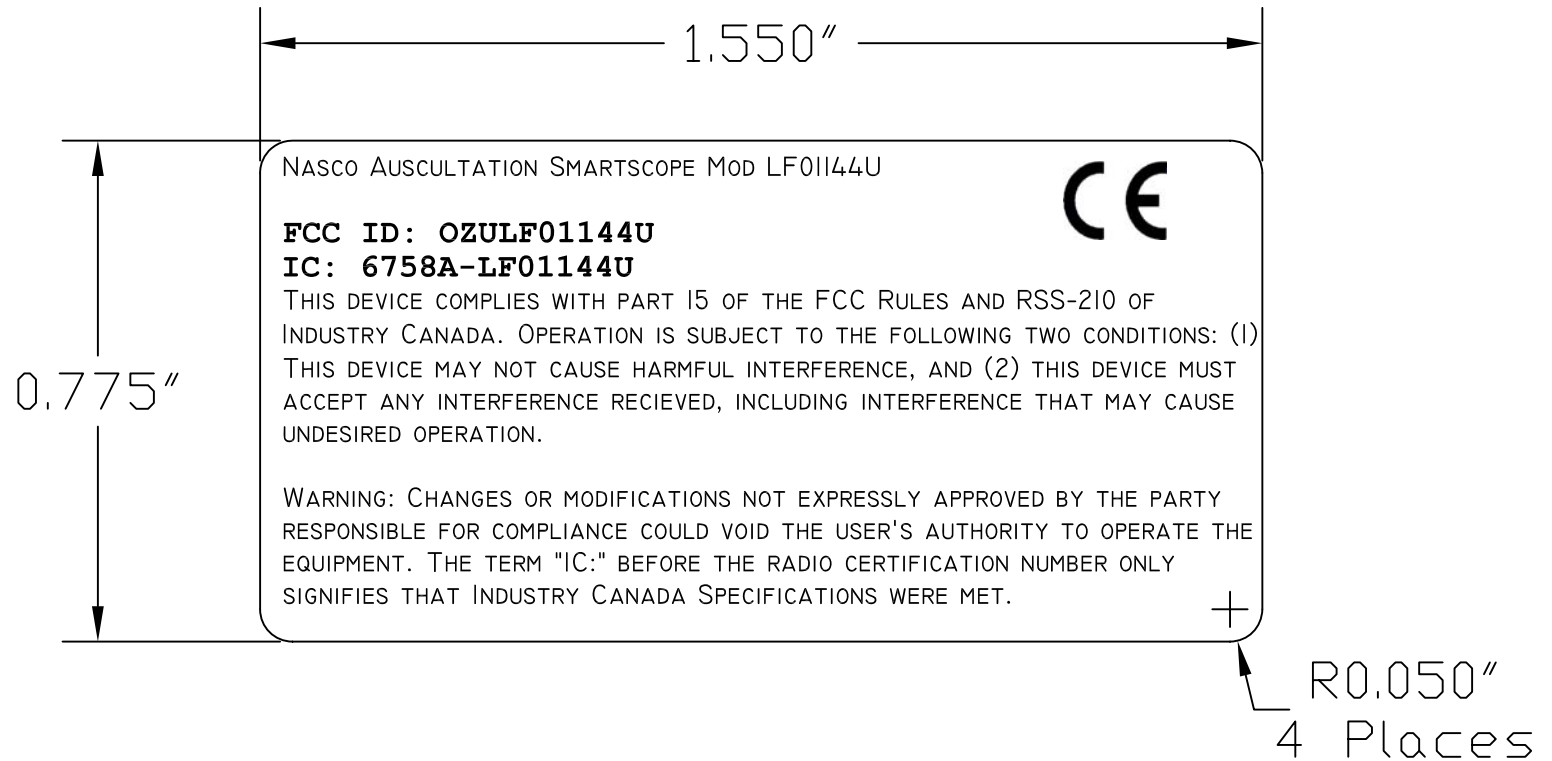 1.550"
NASCO AUSCULTATION SMARTSCOPE MOD LF01144U
CE
FCC ID: OZULF01144U
IC: 6758A-LF01144U
THIS DEVICE COMPLIES WITH PART 15 OF THE FCC RULES AND RSS-210 OF
INDUSTRY CANADA. OPERATION IS SUBJECT TO THE FOLLOWING TWO CONDITIONS: (1)
THIS DEVICE MAY NOT CAUSE HARMFUL INTERFERENCE, AND (2) THIS DEVICE MUST
ACCEPT ANY INTERFERENCE RECIEVED, INCLUDING INTERFERENCE THAT MAY CAUSE
UNDESIRED OPERATION.
0.775"
WARNING: CHANGES OR MODIFICATIONS NOT EXPRESSLY APPROVED BY THE PARTY
RESPONSIBLE FOR COMPLIANCE COULD VOID THE USER'S AUTHORITY TO OPERATE THE
EQUIPMENT. THE TERM "IC:" BEFORE THE RADIO CERTIFICATION NUMBER ONLY
SIGNIFIES THAT INDUSTRY CANADA SPECIFICATIONS WERE MET.
R0.050"
4 Places